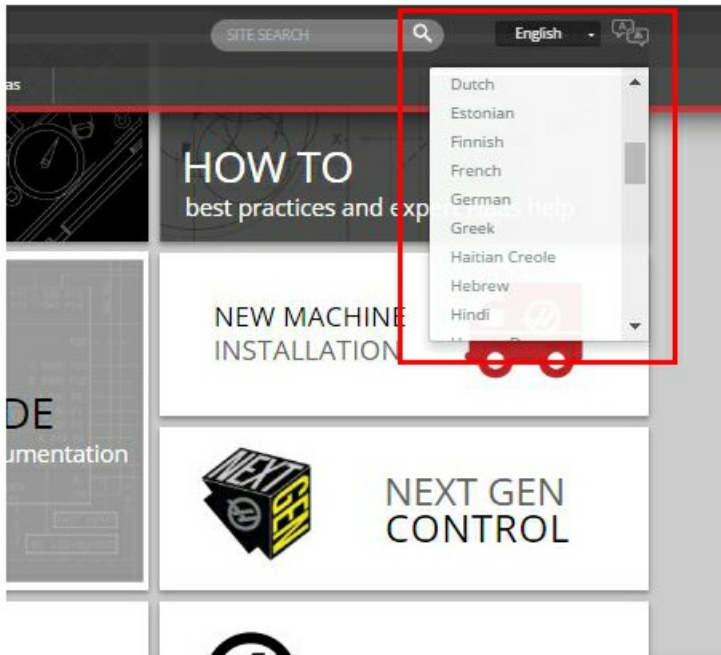 SITE SEARCH
English
as
Dutch
Estonian
Finnish
French
German
Greek
Haitian Creole
Hebrew
Hindi
HOW TO
best practices and expert Haas help
NEW MACHINE
INSTALLATION
DE
umentation
NEXT
GEN
NEXT GEN
CONTROL